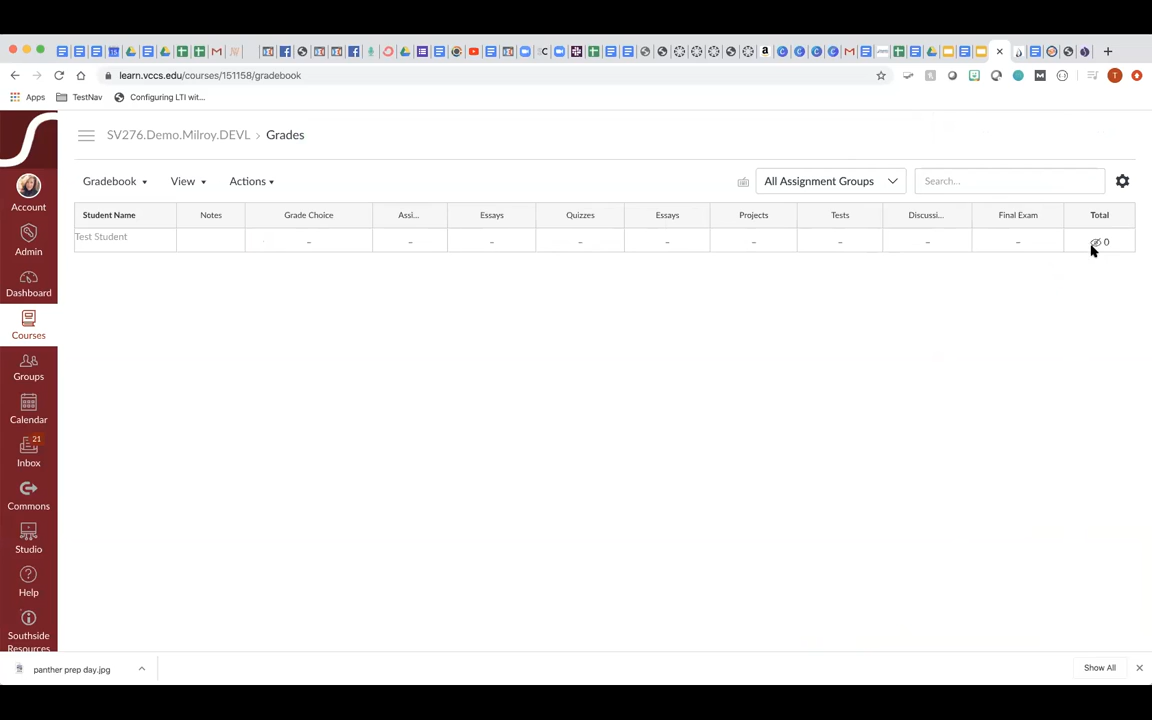 learn.vccs.edu/courses/151158/gradebook
T
Apps TestNav Configuring LTI wit...
SV276.Demo.Milroy.DEVL > Grades
Gradebook View Actions All Assignment Groups Search...
Student Name Notes Grade Choice Assi... Essays Quizzes Essays Projects Tests Discussi... Final Exam Total
Test Student – – – – – – – – – 0
Account
Admin
Dashboard
Courses
Groups
Calendar
21
Inbox
Commons
Studio
Help
Southside
Resources
panther prep day.jpg Show All